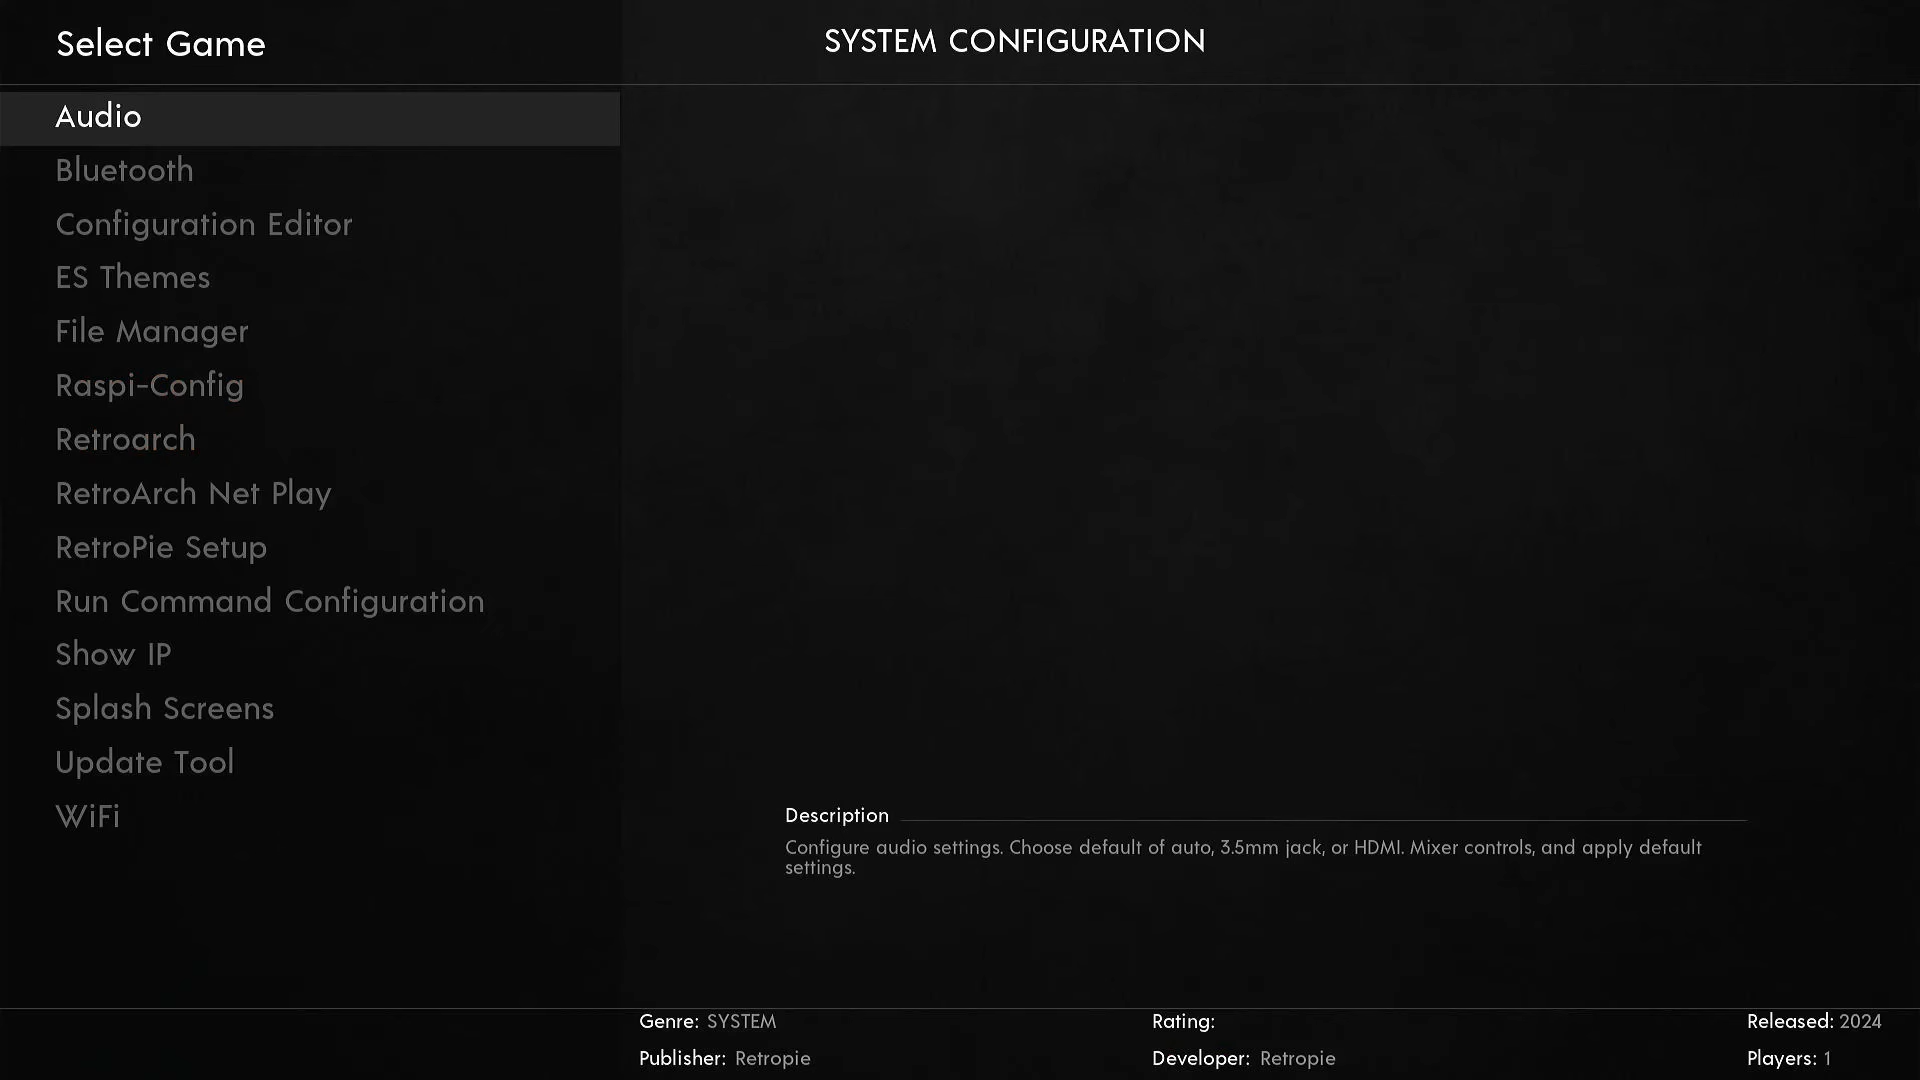 Select Game
SYSTEM CONFIGURATION
Audio
Bluetooth
Configuration Editor
ES Themes
File Manager
Raspi-Config
Retroarch
RetroArch Net Play
RetroPie Setup
Run Command Configuration
Show IP
Splash Screens
Update Tool
WiFi
Description
Configure audio settings. Choose default of auto, 3.5mm jack, or HDMI. Mixer controls, and apply default
settings.
Genre: SYSTEM
Rating:
Released: 2024
Publisher: Retropie
Developer: Retropie
Players: 1